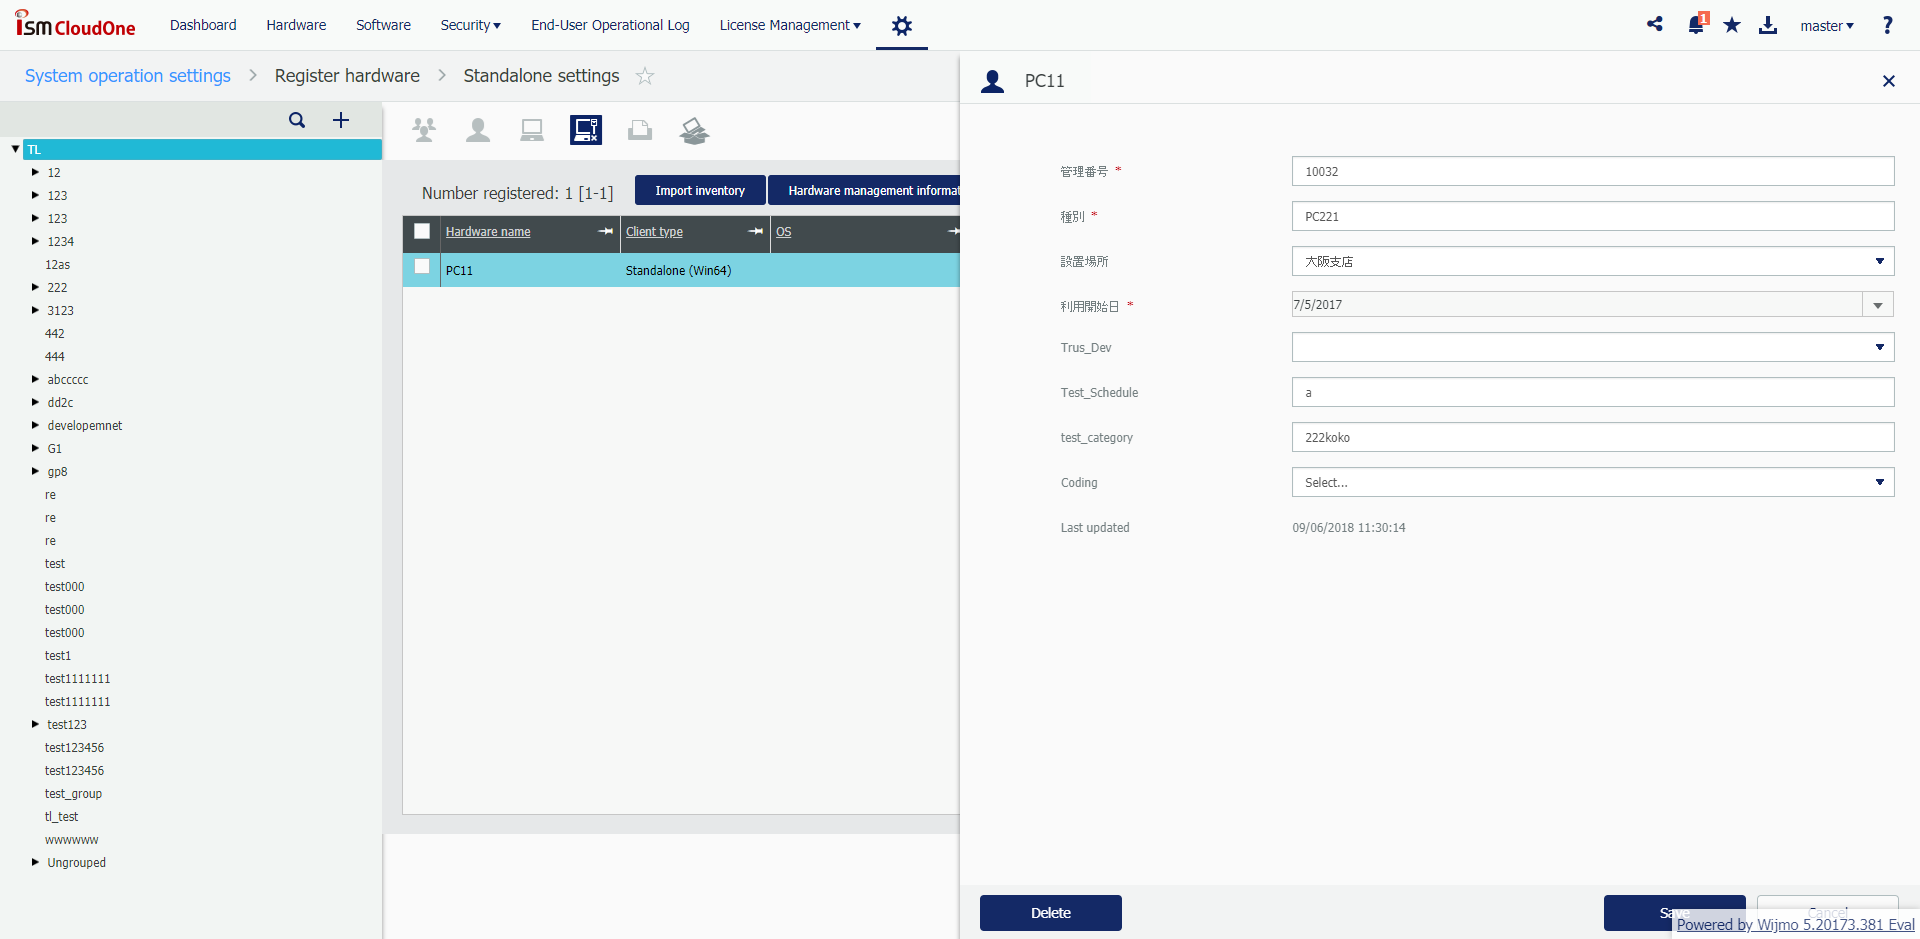 ism CloudOne
Dashboard
Hardware
Software
Security
End-User Operational Log
License Management
1
master
?
System operation settings > Register hardware > Standalone settings
TL
12
123
123
1234
12as
222
3123
442
444
abccccc
dd2c
developemnet
G1
gp8
re
re
re
test
test000
test000
test000
test1
test1111111
test1111111
test123
test123456
test123456
test_group
tl_test
wwwwww
Ungrouped
Number registered: 1 [1-1]
Import inventory
Hardware management informat
Hardware name
Client type
OS
PC11
Standalone (Win64)
PC11
管理番号 *
10032
種別 *
PC221
設置場所
大阪支店
利用開始日 *
7/5/2017
Trus_Dev
Test_Schedule
a
test_category
222koko
Coding
Select...
Last updated
09/06/2018 11:30:14
Delete
Save
Cancel
Powered by Wijmo 5.20173.381 Eval